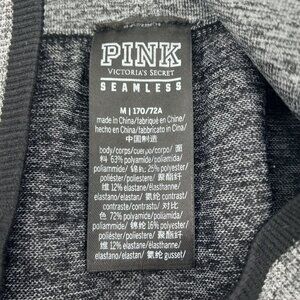 PINK
VICTORIA'S SECRET
SEAMLESS
M | 170/72A
made in China/fabriqué en Chine/
hecho en China/fabbricato in Cina/
中国制造
body/corps/cuerpo/corpo/ 面
料 63% polyamide/polyamide/
poliamida/poliammide/ 锦纶 25% polyester/
polyester/poliéster/poliestere/ 聚酯纤
维 12% elastane/élasthanne/
elastano/elastan/ 氨纶 contrast/
contraste/contraste/contrasto/ 对比
色 72% polyamide/polyamide/
poliamida/poliammide/ 锦纶 16% polyester/
polyester/poliéster/poliestere/ 聚酯纤
维 12% elastane/élasthanne/
elastano/elastan/ 氨纶 gusset/